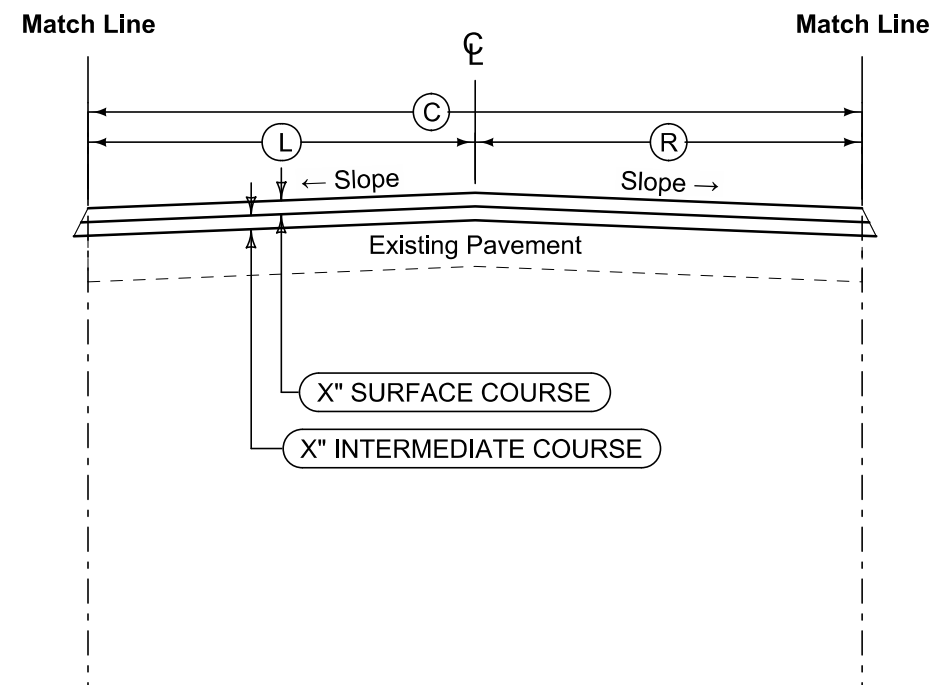 Match Line
Match Line
℄
C
L
R
← Slope
Slope →
Existing Pavement
X" SURFACE COURSE
X" INTERMEDIATE COURSE